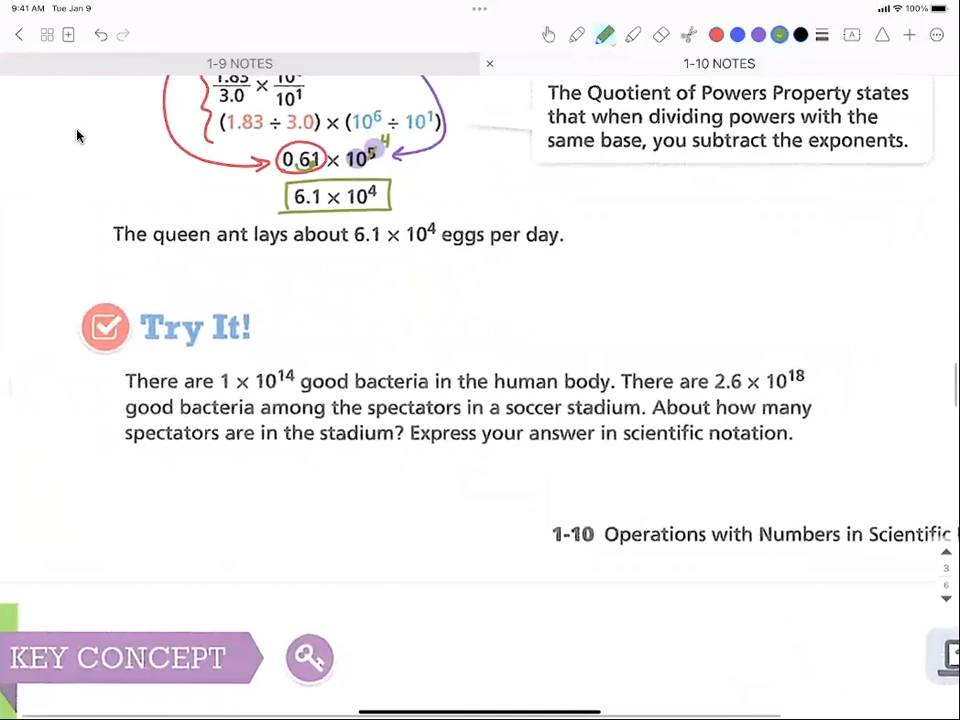 9:41 AM Tue Jan 9
100%
1-9 NOTES
1-10 NOTES
1.83/3.0 × 10/10¹
(1.83 ÷ 3.0) × (10⁶ ÷ 10¹)
0.61 × 10⁵ 4
6.1 × 10⁴
The Quotient of Powers Property states
that when dividing powers with the
same base, you subtract the exponents.
The queen ant lays about 6.1 × 10⁴ eggs per day.
Try It!
There are 1 × 10¹⁴ good bacteria in the human body. There are 2.6 × 10¹⁸
good bacteria among the spectators in a soccer stadium. About how many
spectators are in the stadium? Express your answer in scientific notation.
1-10 Operations with Numbers in Scientific
3
6
KEY CONCEPT